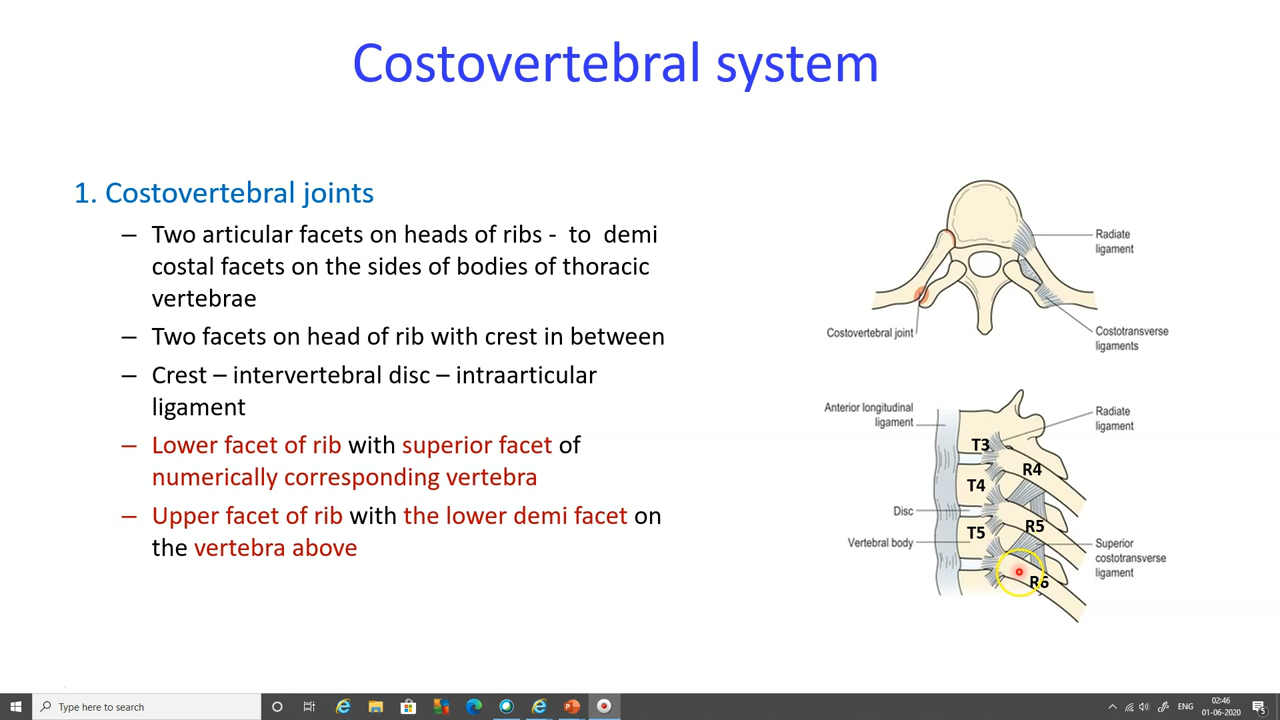 Costovertebral system
1. Costovertebral joints
– Two articular facets on heads of ribs - to demi
costal facets on the sides of bodies of thoracic
vertebrae
– Two facets on head of rib with crest in between
– Crest – intervertebral disc – intraarticular
ligament
– Lower facet of rib with superior facet of
numerically corresponding vertebra
– Upper facet of rib with the lower demi facet on
the vertebra above
Radiate
ligament
Costovertebral joint
Costotransverse
ligaments
Anterior longitudinal
ligament
Radiate
ligament
T3
R4
T4
Disc
R5
T5
Vertebral body
Superior
costotransverse
ligament
R6
Type here to search
ENG
02:46
01-06-2020
5